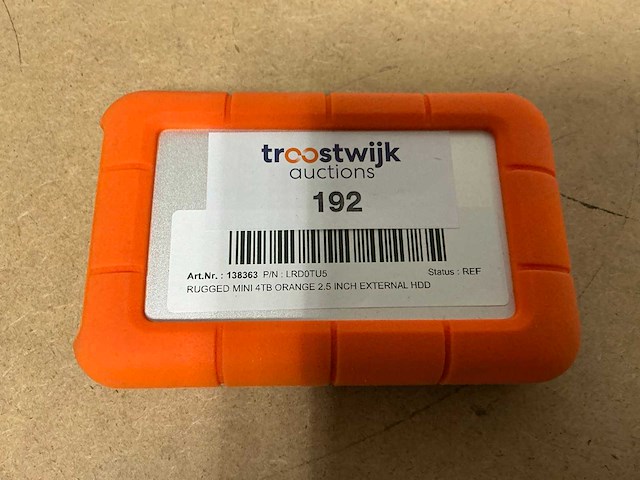 troostwijk
auctions
192
Art.Nr. : 138363 P/N : LRD0TU5 Status : REF
RUGGED MINI 4TB ORANGE 2.5 INCH EXTERNAL HDD